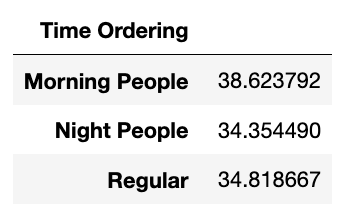 Time Ordering
Morning People 38.623792
Night People 34.354490
Regular 34.818667